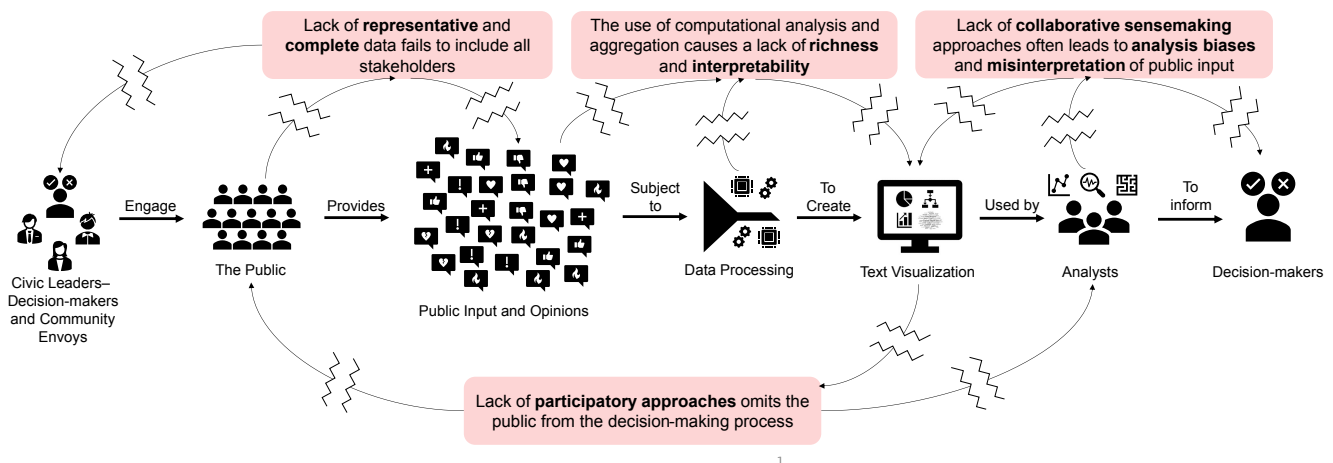 Lack of representative and
complete data fails to include all
stakeholders
The use of computational analysis and
aggregation causes a lack of richness
and interpretability
Lack of collaborative sensemaking
approaches often leads to analysis biases
and misinterpretation of public input
Engage
Provides
Subject
to
To
Create
Used by
To
inform
Civic Leaders–
Decision-makers
and Community
Envoys
The Public
Public Input and Opinions
Data Processing
Text Visualization
Analysts
Decision-makers
Lack of participatory approaches omits the
public from the decision-making process
1